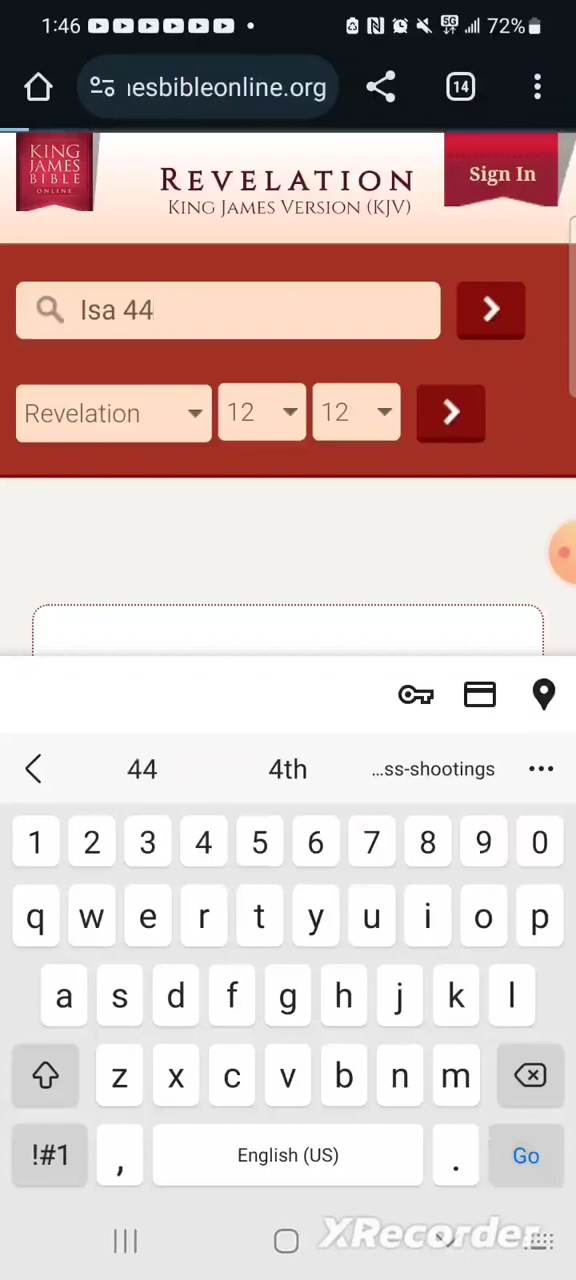 1:46
72%
nesbibleonline.org
14
KING
JAMES
BIBLE
ONLINE
REVELATION
KING JAMES VERSION (KJV)
Sign In
Isa 44
Revelation
12
12
44
4th
...ss-shootings
1 2 3 4 5 6 7 8 9 0
q w e r t y u i o p
a s d f g h j k l
z x c v b n m
!#1 , English (US) . Go
XRecorder